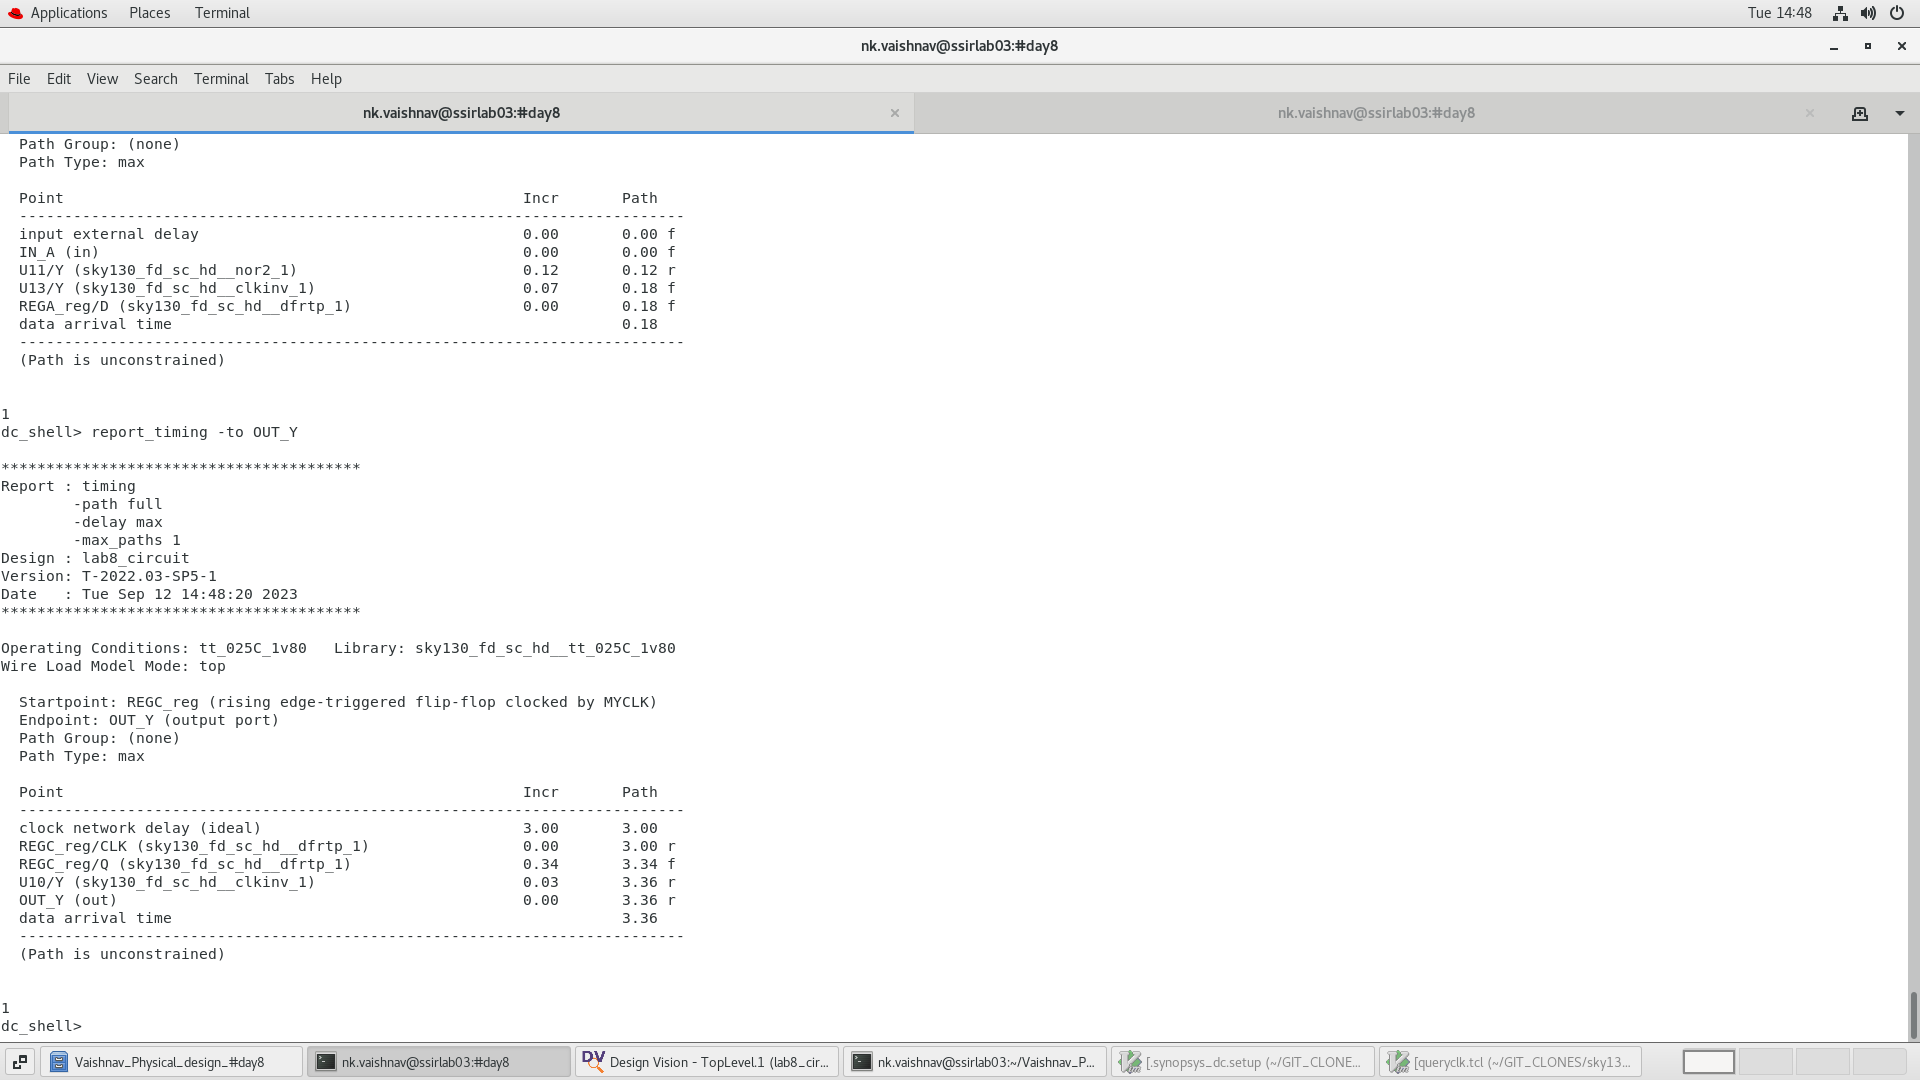 Applications Places Terminal Tue 14:48
nk.vaishnav@ssirlab03:#day8
File Edit View Search Terminal Tabs Help
nk.vaishnav@ssirlab03:#day8 × nk.vaishnav@ssirlab03:#day8 ×
Path Group: (none)
Path Type: max
Point Incr Path
---------------------------------------------------------------------------
input external delay 0.00 0.00 f
IN_A (in) 0.00 0.00 f
U11/Y (sky130_fd_sc_hd__nor2_1) 0.12 0.12 r
U13/Y (sky130_fd_sc_hd__clkinv_1) 0.07 0.18 f
REGA_reg/D (sky130_fd_sc_hd__dfrtp_1) 0.00 0.18 f
data arrival time 0.18
---------------------------------------------------------------------------
(Path is unconstrained)
1
dc_shell> report_timing -to OUT_Y
****************************************
Report : timing
-path full
-delay max
-max_paths 1
Design : lab8_circuit
Version: T-2022.03-SP5-1
Date : Tue Sep 12 14:48:20 2023
****************************************
Operating Conditions: tt_025C_1v80 Library: sky130_fd_sc_hd__tt_025C_1v80
Wire Load Model Mode: top
Startpoint: REGC_reg (rising edge-triggered flip-flop clocked by MYCLK)
Endpoint: OUT_Y (output port)
Path Group: (none)
Path Type: max
Point Incr Path
---------------------------------------------------------------------------
clock network delay (ideal) 3.00 3.00
REGC_reg/CLK (sky130_fd_sc_hd__dfrtp_1) 0.00 3.00 r
REGC_reg/Q (sky130_fd_sc_hd__dfrtp_1) 0.34 3.34 f
U10/Y (sky130_fd_sc_hd__clkinv_1) 0.03 3.36 r
OUT_Y (out) 0.00 3.36 r
data arrival time 3.36
---------------------------------------------------------------------------
(Path is unconstrained)
1
dc_shell>
Vaishnav_Physical_design_#day8 nk.vaishnav@ssirlab03:#day8 DV Design Vision - TopLevel.1 (lab8_cir... nk.vaishnav@ssirlab03:~/Vaishnav_P... [.synopsys_dc.setup (~/GIT_CLONE... [queryclk.tcl (~/GIT_CLONES/sky13...